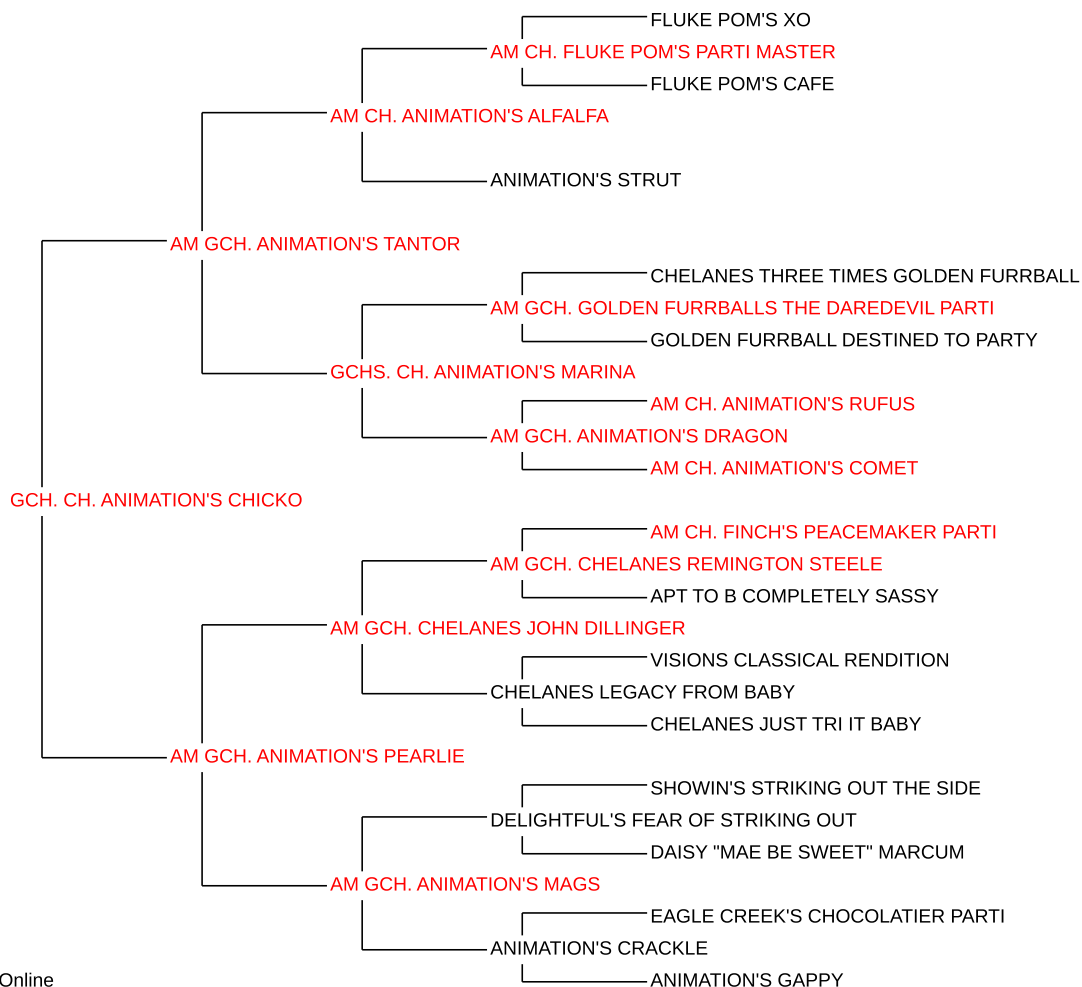 FLUKE POM'S XO
AM CH. FLUKE POM'S PARTI MASTER
FLUKE POM'S CAFE
AM CH. ANIMATION'S ALFALFA
ANIMATION'S STRUT
AM GCH. ANIMATION'S TANTOR
CHELANES THREE TIMES GOLDEN FURRBALL
AM GCH. GOLDEN FURRBALLS THE DAREDEVIL PARTI
GOLDEN FURRBALL DESTINED TO PARTY
GCHS. CH. ANIMATION'S MARINA
AM CH. ANIMATION'S RUFUS
AM GCH. ANIMATION'S DRAGON
AM CH. ANIMATION'S COMET
GCH. CH. ANIMATION'S CHICKO
AM CH. FINCH'S PEACEMAKER PARTI
AM GCH. CHELANES REMINGTON STEELE
APT TO B COMPLETELY SASSY
AM GCH. CHELANES JOHN DILLINGER
VISIONS CLASSICAL RENDITION
CHELANES LEGACY FROM BABY
CHELANES JUST TRI IT BABY
AM GCH. ANIMATION'S PEARLIE
SHOWIN'S STRIKING OUT THE SIDE
DELIGHTFUL'S FEAR OF STRIKING OUT
DAISY "MAE BE SWEET" MARCUM
AM GCH. ANIMATION'S MAGS
EAGLE CREEK'S CHOCOLATIER PARTI
ANIMATION'S CRACKLE
ANIMATION'S GAPPY
Online